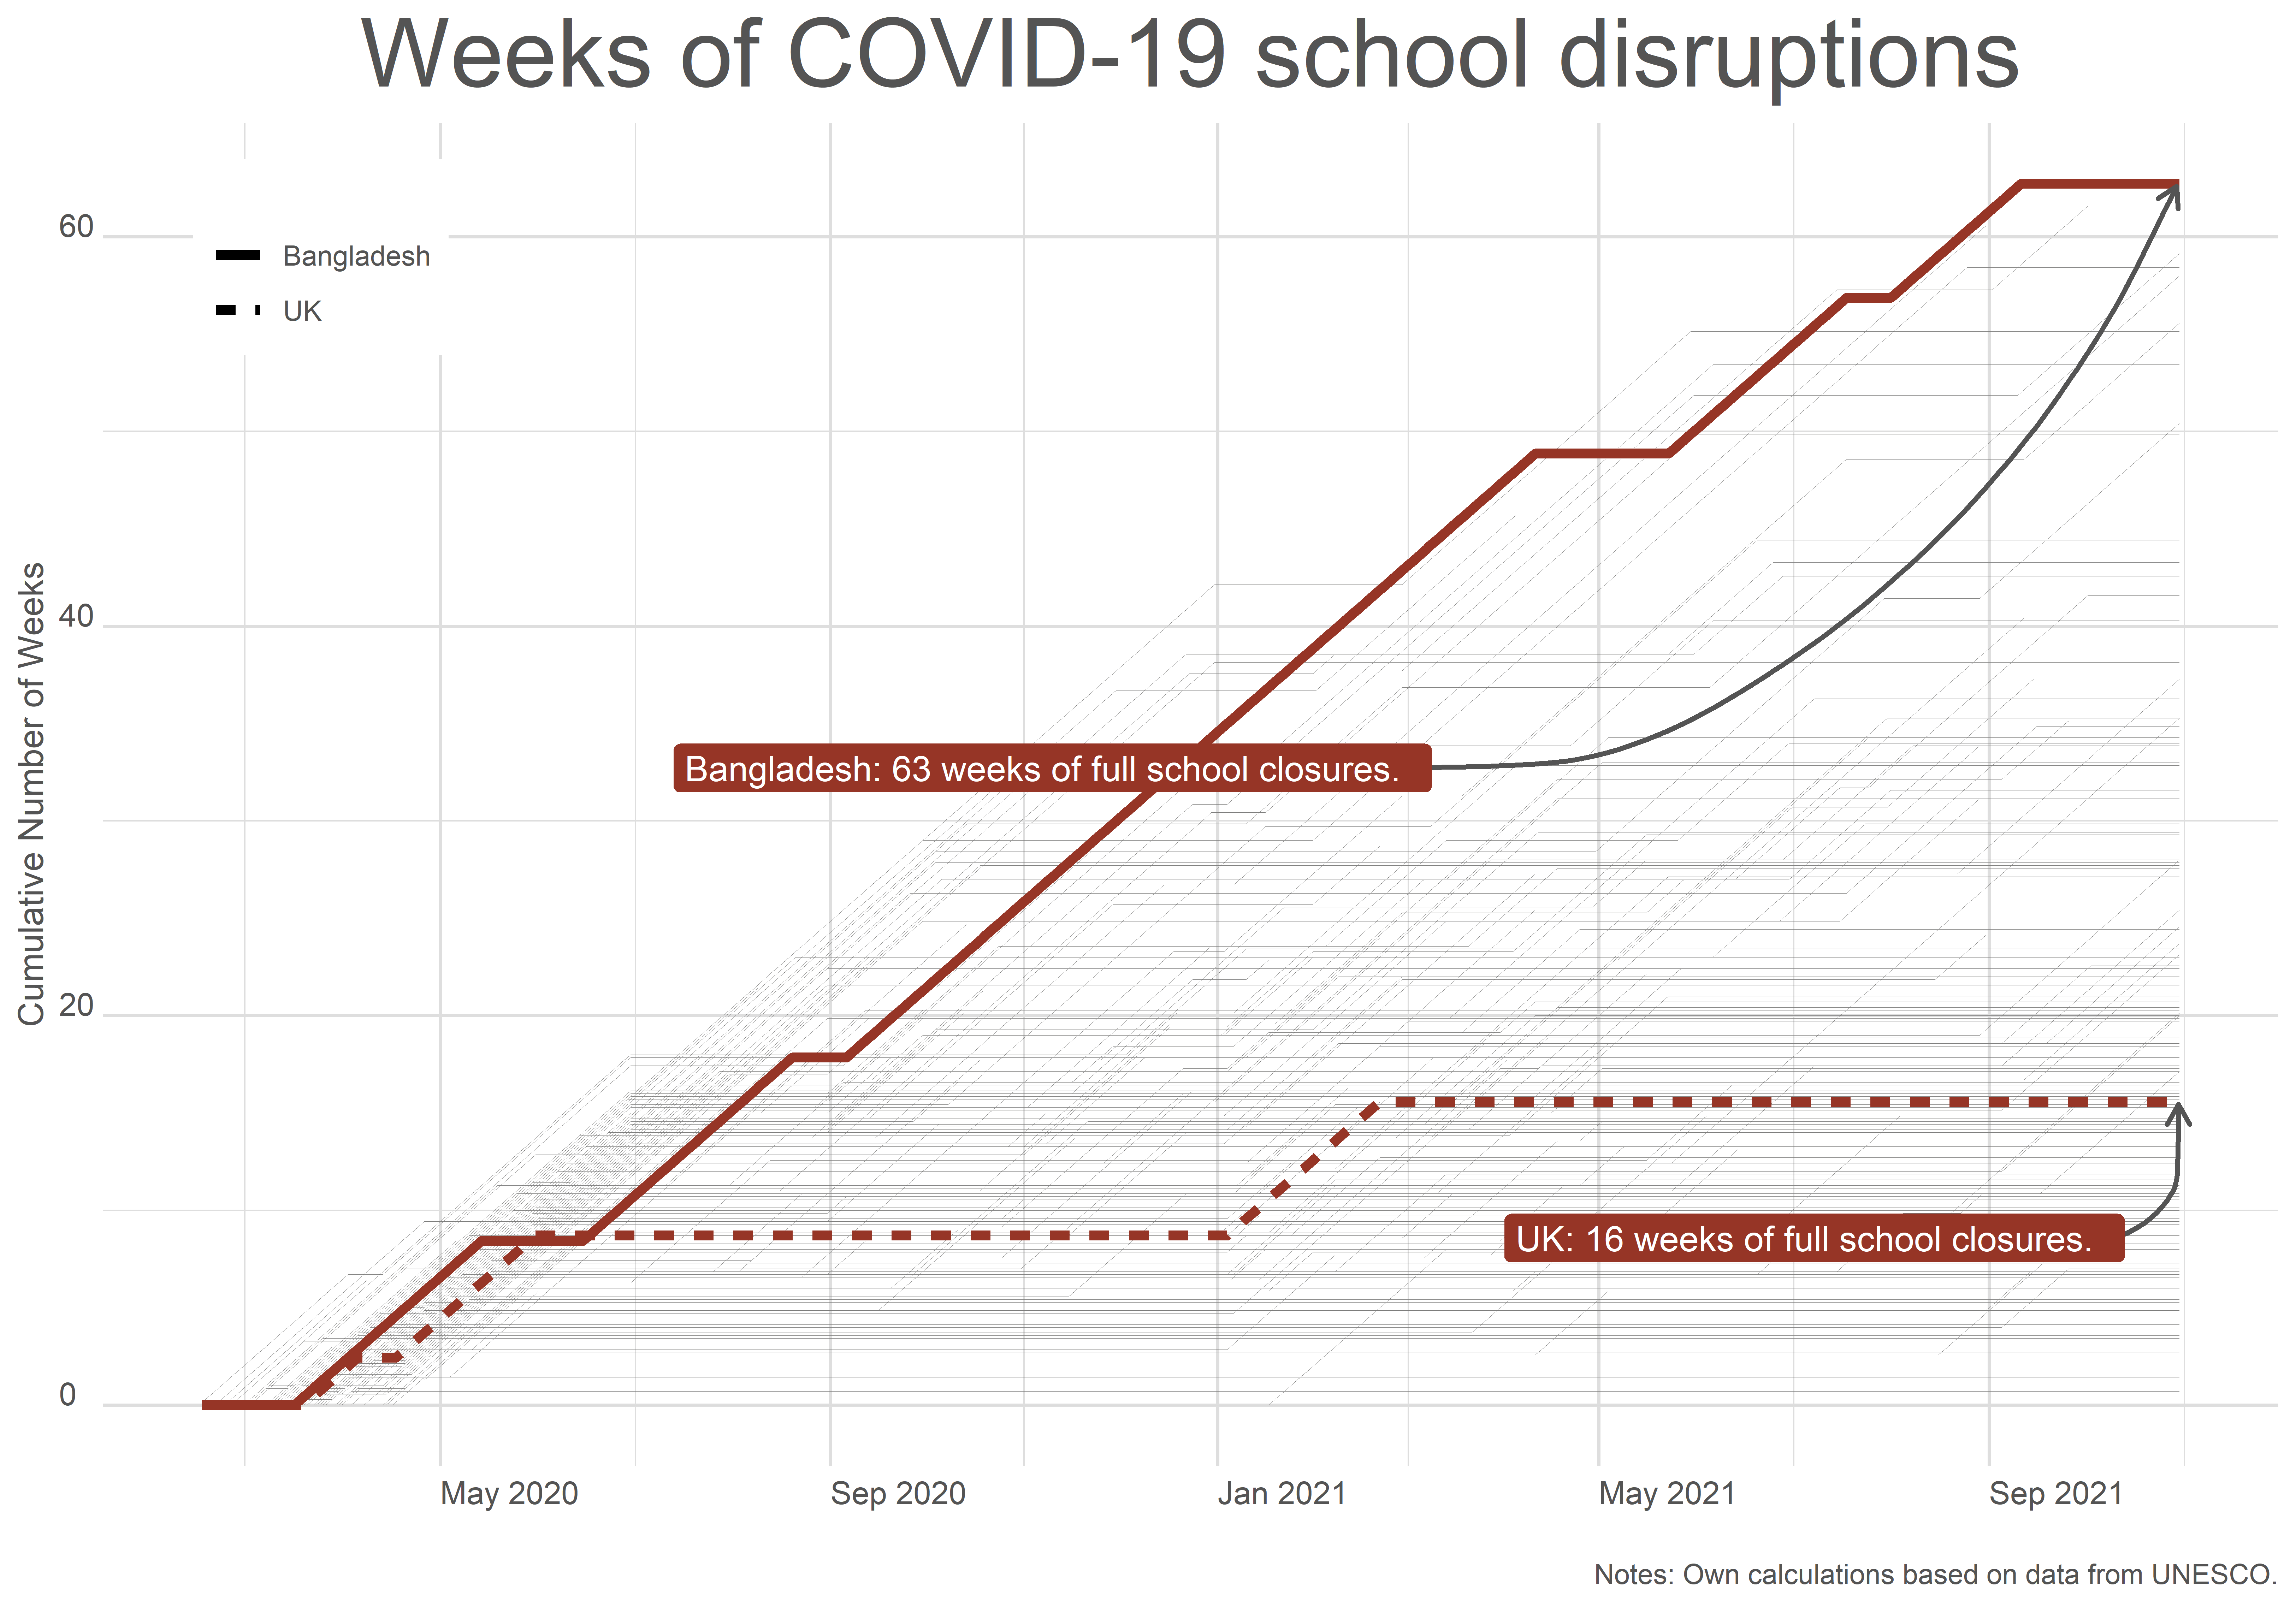 Weeks of COVID-19 school disruptions
Cumulative Number of Weeks
60
40
20
0
Bangladesh
UK
Bangladesh: 63 weeks of full school closures.
UK: 16 weeks of full school closures.
May 2020
Sep 2020
Jan 2021
May 2021
Sep 2021
Notes: Own calculations based on data from UNESCO.